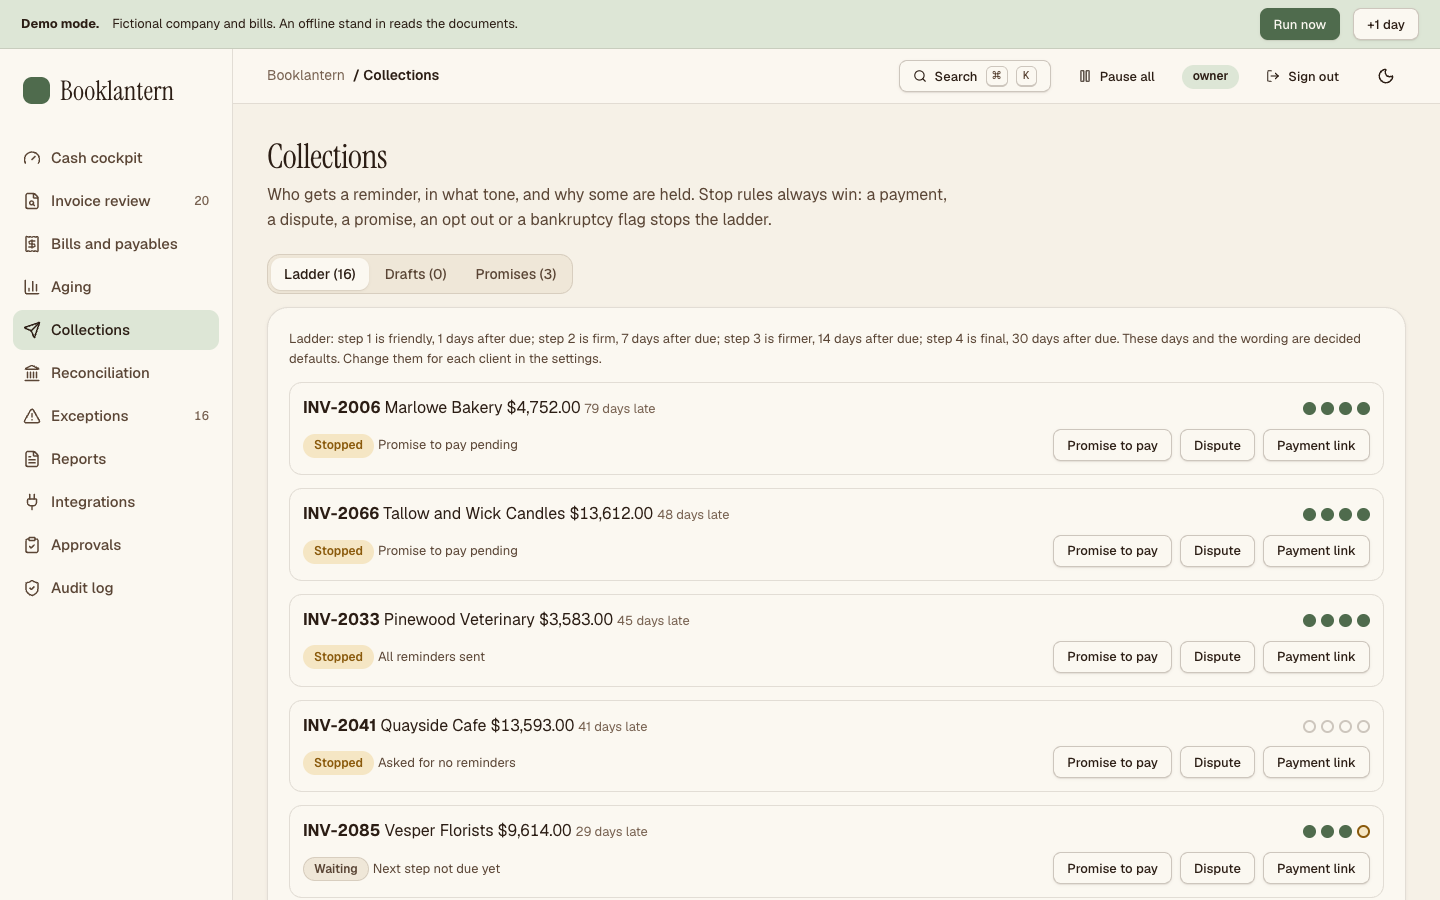 Demo mode. Fictional company and bills. An offline stand in reads the documents.
Run now
+1 day
Booklantern
Cash cockpit
Invoice review 20
Bills and payables
Aging
Collections
Reconciliation
Exceptions 16
Reports
Integrations
Approvals
Audit log
Booklantern / Collections
Search ⌘ K
Pause all
owner
Sign out
Collections
Who gets a reminder, in what tone, and why some are held. Stop rules always win: a payment,
a dispute, a promise, an opt out or a bankruptcy flag stops the ladder.
Ladder (16) Drafts (0) Promises (3)
Ladder: step 1 is friendly, 1 days after due; step 2 is firm, 7 days after due; step 3 is firmer, 14 days after due; step 4 is final, 30 days after due. These days and the wording are decided
defaults. Change them for each client in the settings.
INV-2006 Marlowe Bakery $4,752.00 79 days late
Stopped Promise to pay pending
Promise to pay Dispute Payment link
INV-2066 Tallow and Wick Candles $13,612.00 48 days late
Stopped Promise to pay pending
Promise to pay Dispute Payment link
INV-2033 Pinewood Veterinary $3,583.00 45 days late
Stopped All reminders sent
Promise to pay Dispute Payment link
INV-2041 Quayside Cafe $13,593.00 41 days late
Stopped Asked for no reminders
Promise to pay Dispute Payment link
INV-2085 Vesper Florists $9,614.00 29 days late
Waiting Next step not due yet
Promise to pay Dispute Payment link